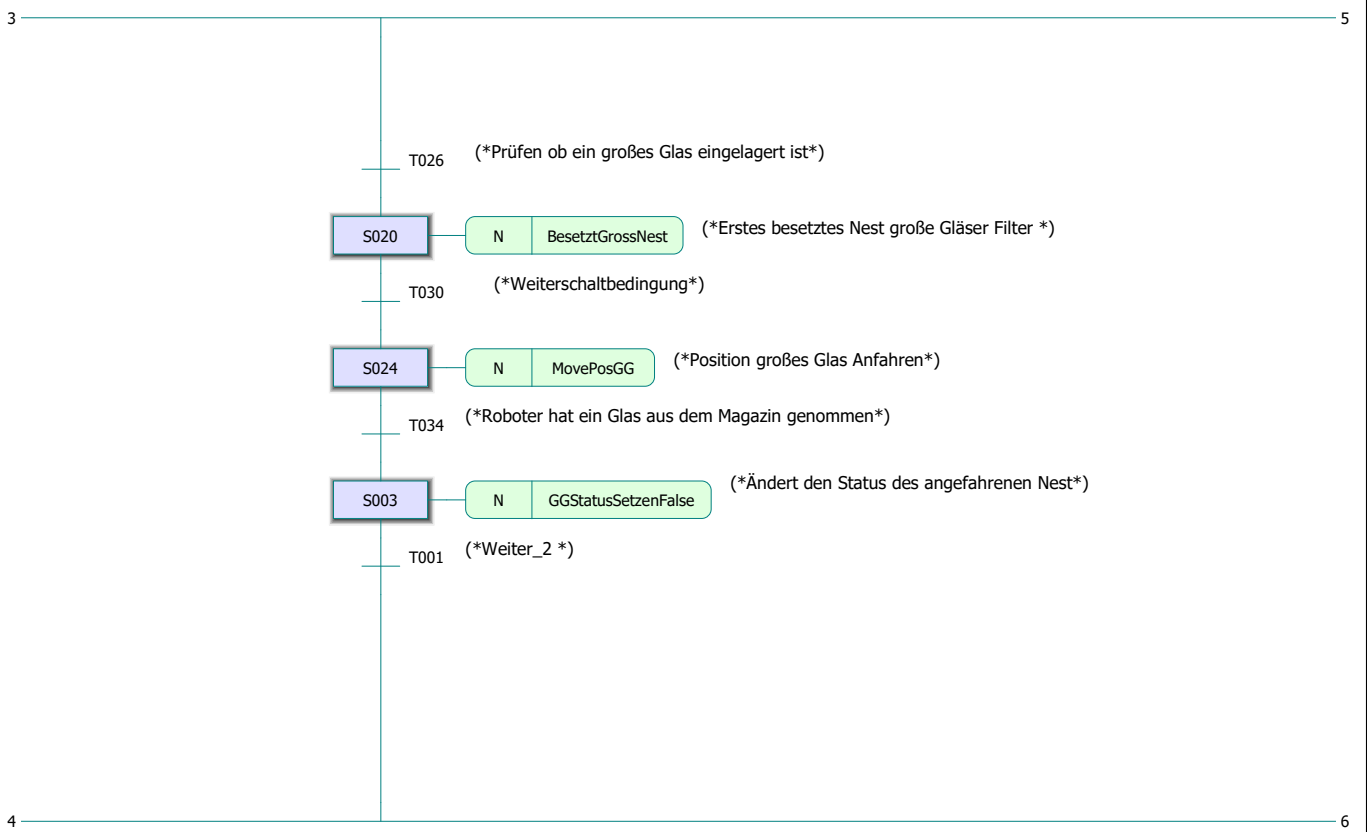 3
5
T026 (*Prüfen ob ein großes Glas eingelagert ist*)
S020 N BesetztGrossNest (*Erstes besetztes Nest große Gläser Filter *)
T030 (*Weiterschaltbedingung*)
S024 N MovePosGG (*Position großes Glas Anfahren*)
T034 (*Roboter hat ein Glas aus dem Magazin genommen*)
S003 N GGStatusSetzenFalse (*Ändert den Status des angefahrenen Nest*)
T001 (*Weiter_2 *)
4
6